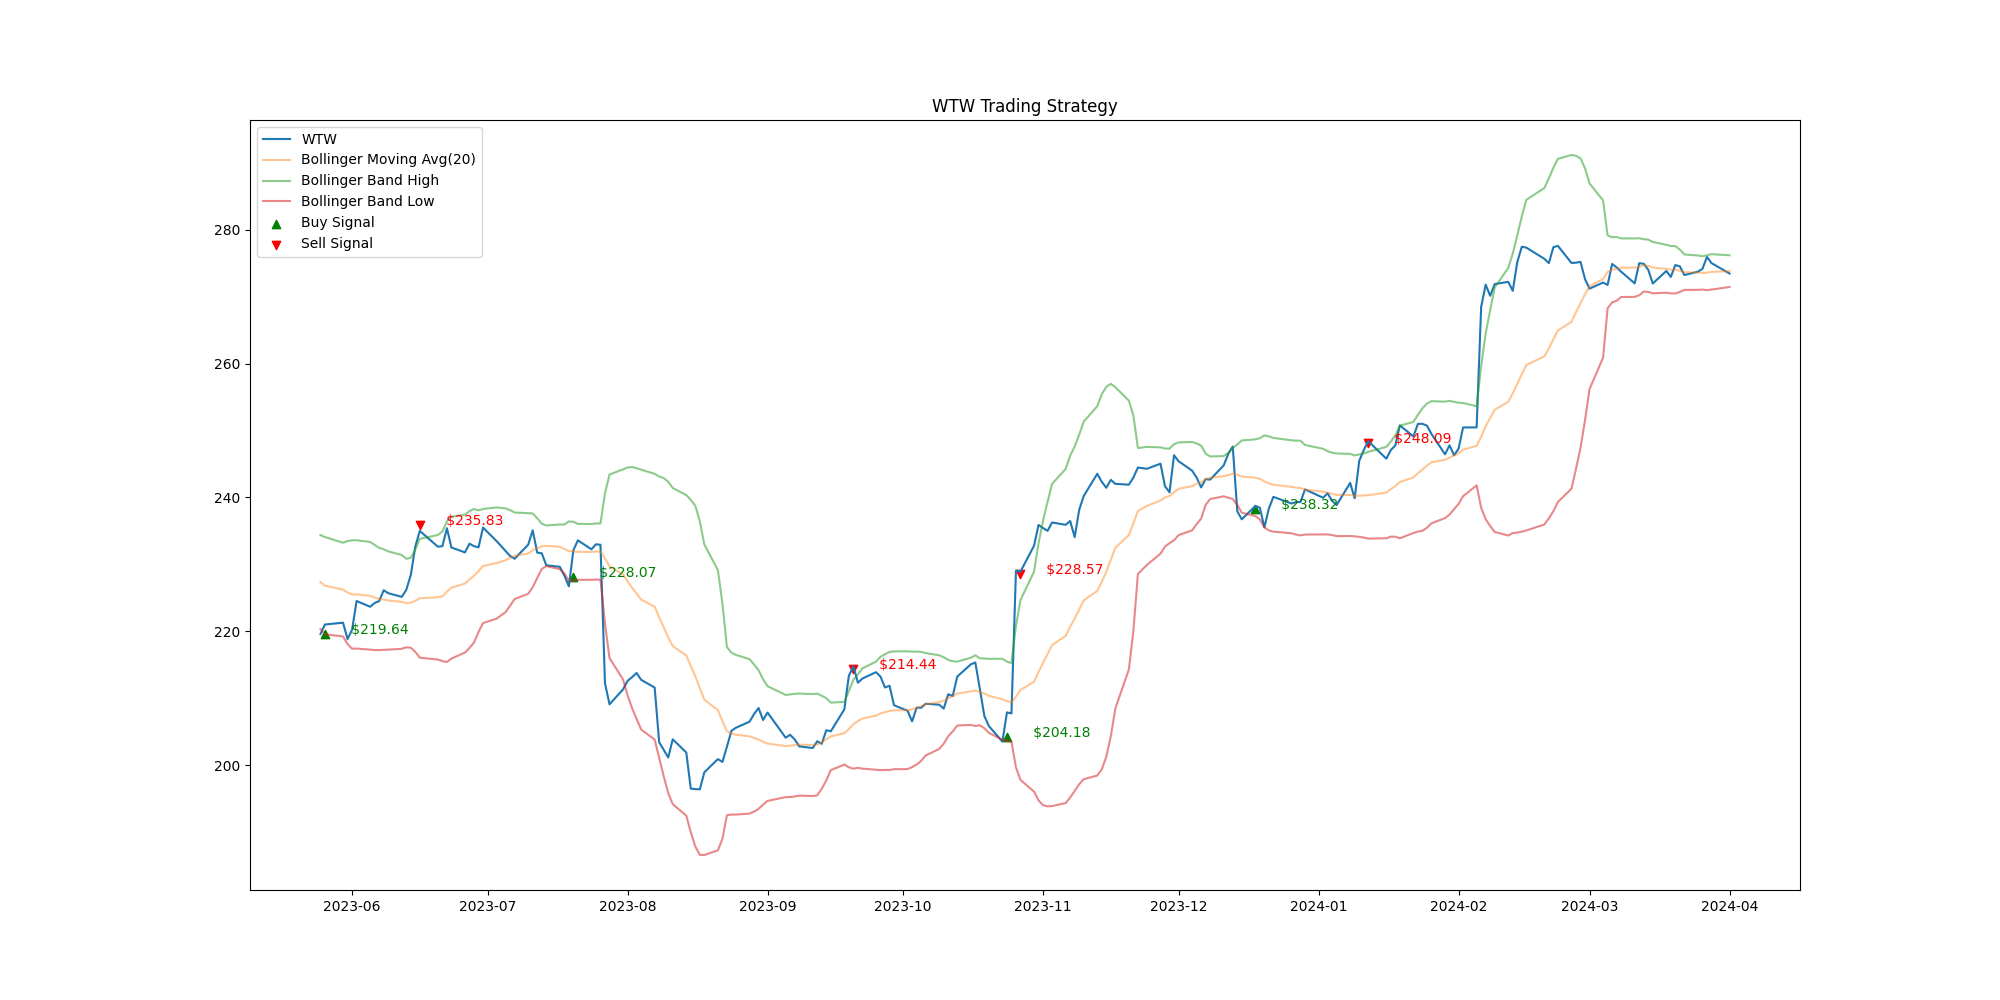 WTW Trading Strategy
WTW
Bollinger Moving Avg(20)
Bollinger Band High
Bollinger Band Low
Buy Signal
Sell Signal
280
260
240
220
200
$235.83
$219.64
$228.07
$214.44
$204.18
$228.57
$238.32
$248.09
2023-06 2023-07 2023-08 2023-09 2023-10 2023-11 2023-12 2024-01 2024-02 2024-03 2024-04